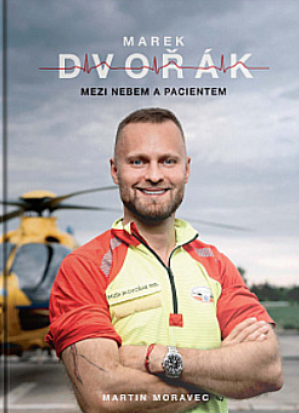 MAREK
DVOŘÁK
MEZI NEBEM A PACIENTEM
MARTIN MORAVEC